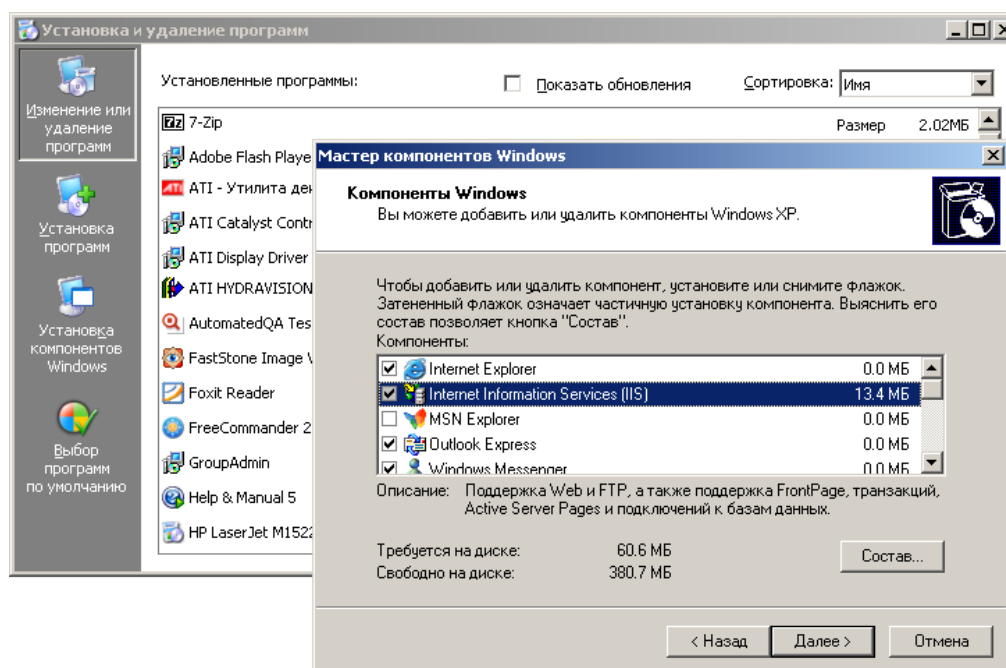 Установка и удаление программ
Изменение или
удаление
программ
Установка
программ
Установка
компонентов
Windows
Выбор
программ
по умолчанию
Установленные программы:
Показать обновления
Сортировка: Имя
7-Zip
Размер 2.02МБ
Adobe Flash Playe
ATI - Утилита де
ATI Catalyst Contr
ATI Display Driver
ATI HYDRAVISION
AutomatedQA Tes
FastStone Image V
Foxit Reader
FreeCommander 2
GroupAdmin
Help & Manual 5
HP LaserJet M1522
Мастер компонентов Windows
Компоненты Windows
Вы можете добавить или удалить компоненты Windows XP.
Чтобы добавить или удалить компонент, установите или снимите флажок.
Затененный флажок означает частичную установку компонента. Выяснить его
состав позволяет кнопка "Состав".
Компоненты:
Internet Explorer 0.0 МБ
Internet Information Services (IIS) 13.4 МБ
MSN Explorer 0.0 МБ
Outlook Express 0.0 МБ
Windows Messenger 0.0 МБ
Описание: Поддержка Web и FTP, а также поддержка FrontPage, транзакций,
Active Server Pages и подключений к базам данных.
Требуется на диске: 60.6 МБ
Свободно на диске: 380.7 МБ
Состав...
< Назад
Далее >
Отмена